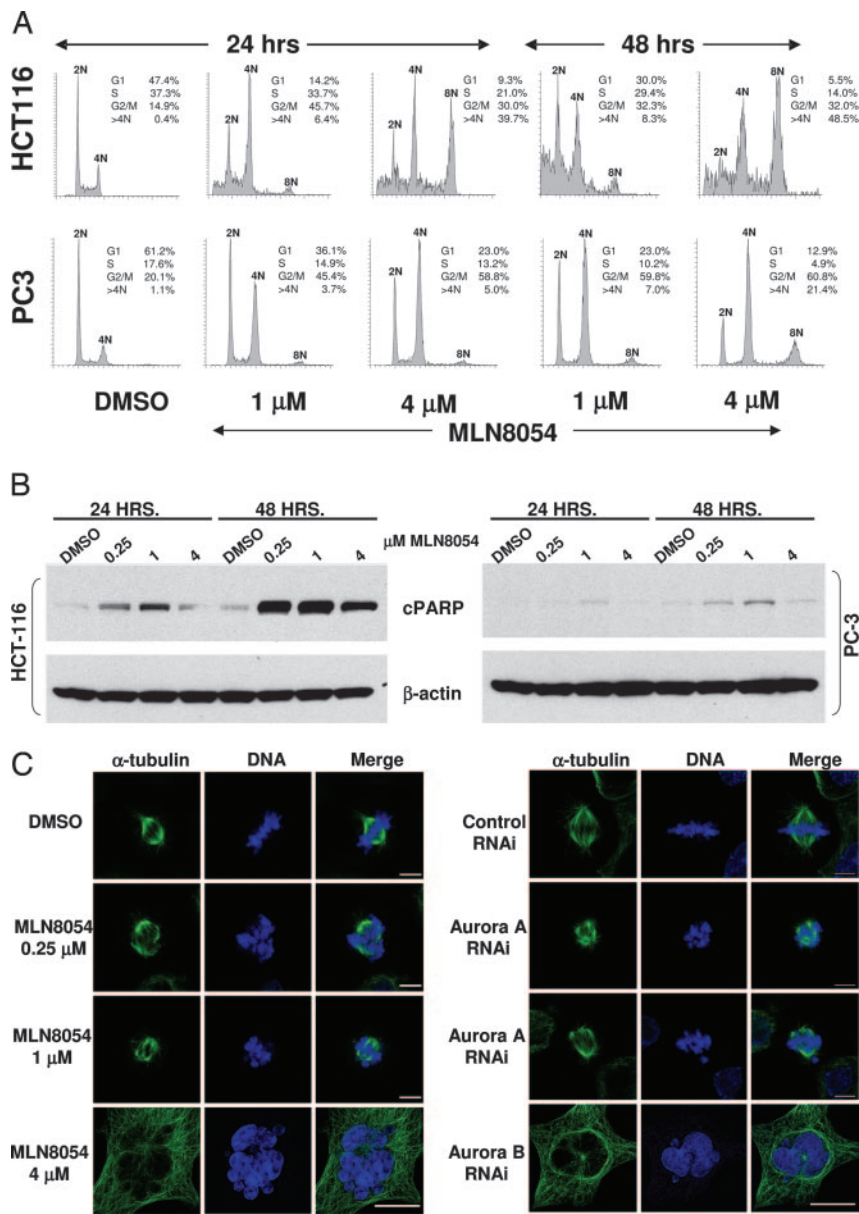 A
24 hrs
48 hrs
HCT116
2N
4N
G1 47.4%
S 37.3%
G2/M 14.9%
>4N 0.4%
2N
4N
8N
G1 14.2%
S 33.7%
G2/M 45.7%
>4N 6.4%
2N
4N
8N
G1 9.3%
S 21.0%
G2/M 30.0%
>4N 39.7%
2N
4N
8N
G1 30.0%
S 29.4%
G2/M 32.3%
>4N 8.3%
2N
4N
8N
G1 5.5%
S 14.0%
G2/M 32.0%
>4N 48.5%
PC3
2N
4N
G1 61.2%
S 17.6%
G2/M 20.1%
>4N 1.1%
2N
4N
8N
G1 36.1%
S 14.9%
G2/M 45.4%
>4N 3.7%
2N
4N
8N
G1 23.0%
S 13.2%
G2/M 58.8%
>4N 5.0%
2N
4N
8N
G1 23.0%
S 10.2%
G2/M 59.8%
>4N 7.0%
2N
4N
8N
G1 12.9%
S 4.9%
G2/M 60.8%
>4N 21.4%
DMSO
1 µM
4 µM
1 µM
4 µM
MLN8054
B
24 HRS.
48 HRS.
DMSO 0.25 1 4 DMSO 0.25 1 4
µM MLN8054
24 HRS.
48 HRS.
DMSO 0.25 1 4 DMSO 0.25 1 4
HCT-116
cPARP
β-actin
PC-3
C
α-tubulin DNA Merge
DMSO
MLN8054
0.25 µM
MLN8054
1 µM
MLN8054
4 µM
α-tubulin DNA Merge
Control
RNAi
Aurora A
RNAi
Aurora A
RNAi
Aurora B
RNAi